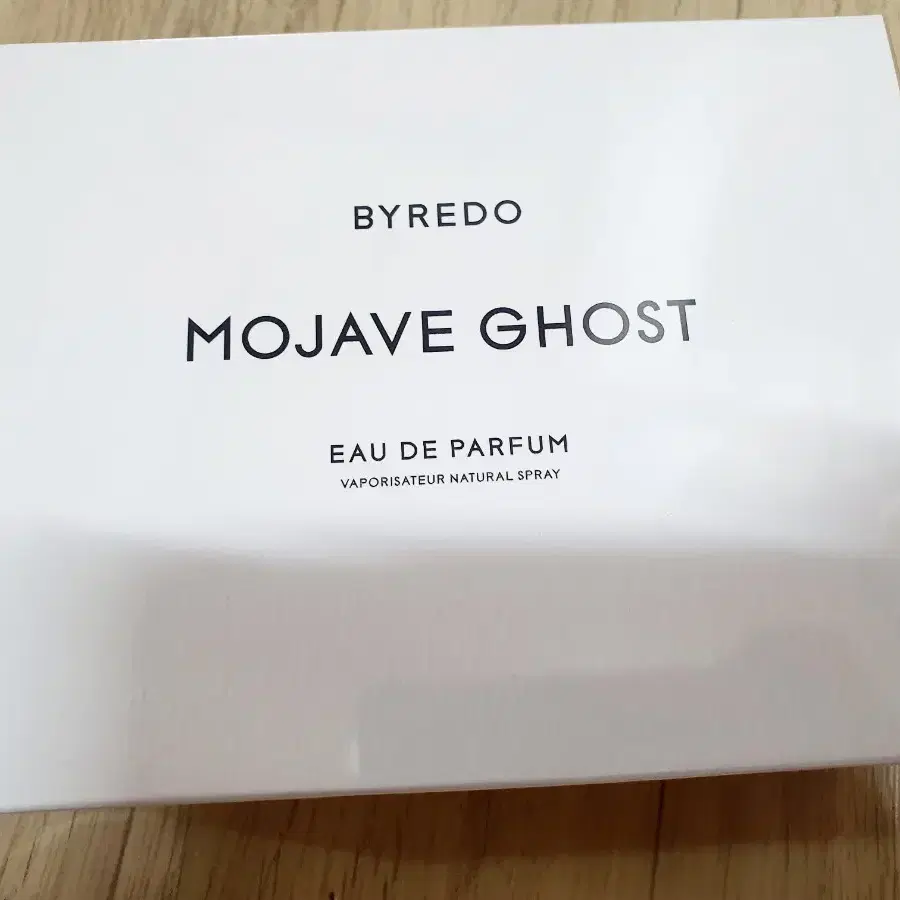 BYREDO
MOJAVE GHOST
EAU DE PARFUM
VAPORISATEUR NATURAL SPRAY